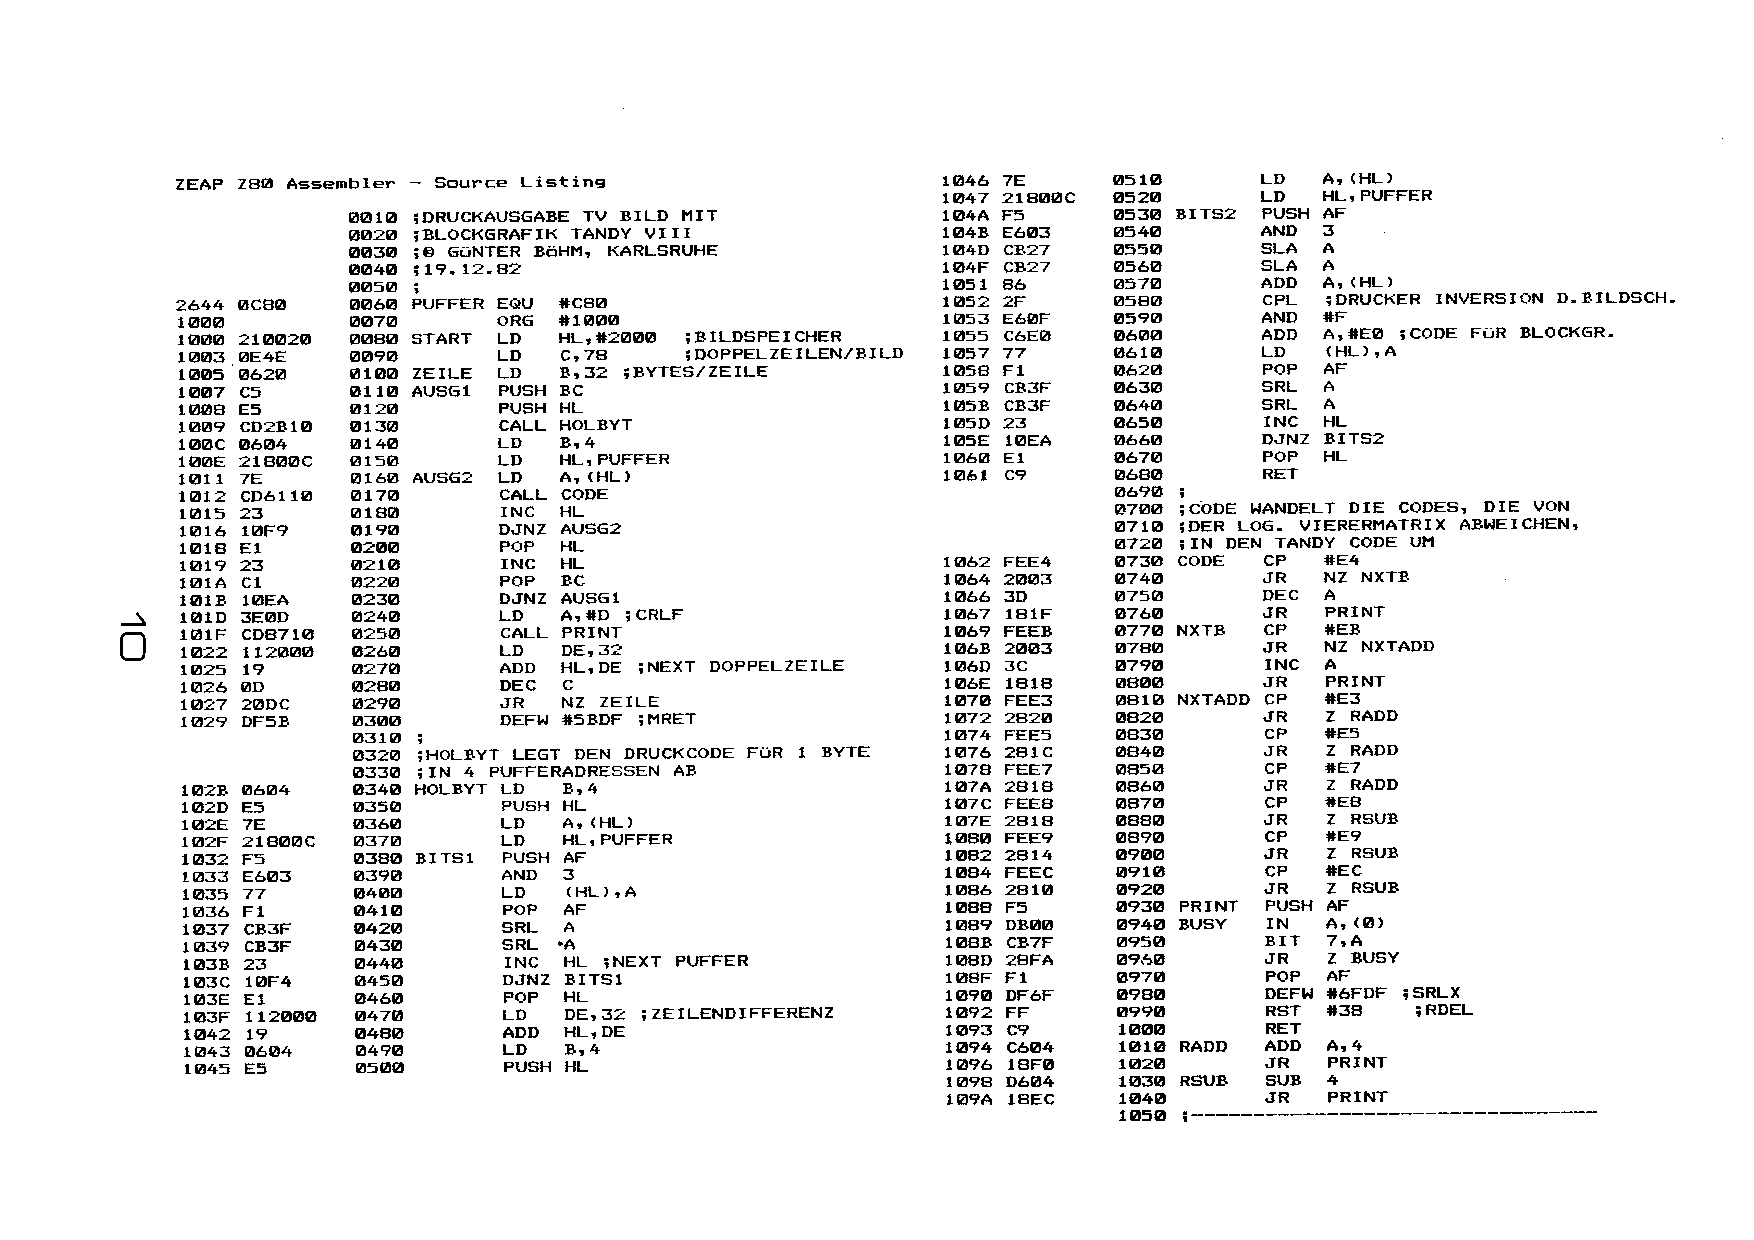 ZEAP Z80 Assembler - Source Listing
0010 ;DRUCKAUSGABE TV BILD MIT
0020 ;BLOCKGRAFIK TANDY VIII
0030 ;@ GüNTER BöHM, KARLSRUHE
0040 ;19.12.82
0050 ;
2644 0C80 0060 PUFFER EQU #C80
1000 0070 ORG #1000
1000 210020 0080 START LD HL,#2000 ;BILDSPEICHER
1003 0E4E 0090 LD C,78 ;DOPPELZEILEN/BILD
1005 0620 0100 ZEILE LD B,32 ;BYTES/ZEILE
1007 C5 0110 AUSG1 PUSH BC
1008 E5 0120 PUSH HL
1009 CD2B10 0130 CALL HOLBYT
100C 0604 0140 LD B,4
100E 21800C 0150 LD HL,PUFFER
1011 7E 0160 AUSG2 LD A,(HL)
1012 CD6110 0170 CALL CODE
1015 23 0180 INC HL
1016 10F9 0190 DJNZ AUSG2
1018 E1 0200 POP HL
1019 23 0210 INC HL
101A C1 0220 POP BC
101B 10EA 0230 DJNZ AUSG1
101D 3E0D 0240 LD A,#D ;CRLF
101F CD8710 0250 CALL PRINT
1022 112000 0260 LD DE,32
1025 19 0270 ADD HL,DE ;NEXT DOPPELZEILE
1026 0D 0280 DEC C
1027 20DC 0290 JR NZ ZEILE
1029 DF5B 0300 DEFW #5BDF ;MRET
0310 ;
0320 ;HOLBYT LEGT DEN DRUCKCODE FüR 1 BYTE
0330 ;IN 4 PUFFERADRESSEN AB
102B 0604 0340 HOLBYT LD B,4
102D E5 0350 PUSH HL
102E 7E 0360 LD A,(HL)
102F 21800C 0370 LD HL,PUFFER
1032 F5 0380 BITS1 PUSH AF
1033 E603 0390 AND 3
1035 77 0400 LD (HL),A
1036 F1 0410 POP AF
1037 CB3F 0420 SRL A
1039 CB3F 0430 SRL A
103B 23 0440 INC HL ;NEXT PUFFER
103C 10F4 0450 DJNZ BITS1
103E E1 0460 POP HL
103F 112000 0470 LD DE,32 ;ZEILENDIFFERENZ
1042 19 0480 ADD HL,DE
1043 0604 0490 LD B,4
1045 E5 0500 PUSH HL
1046 7E 0510 LD A,(HL)
1047 21800C 0520 LD HL,PUFFER
104A F5 0530 BITS2 PUSH AF
104B E603 0540 AND 3
104D CB27 0550 SLA A
104F CB27 0560 SLA A
1051 86 0570 ADD A,(HL)
1052 2F 0580 CPL ;DRUCKER INVERSION D.BILDSCH.
1053 E60F 0590 AND #F
1055 C6E0 0600 ADD A,#E0 ;CODE FüR BLOCKGR.
1057 77 0610 LD (HL),A
1058 F1 0620 POP AF
1059 CB3F 0630 SRL A
105B CB3F 0640 SRL A
105D 23 0650 INC HL
105E 10EA 0660 DJNZ BITS2
1060 E1 0670 POP HL
1061 C9 0680 RET
0690 ;
0700 ;CODE WANDELT DIE CODES, DIE VON
0710 ;DER LOG. VIERERMATRIX ABWEICHEN,
0720 ;IN DEN TANDY CODE UM
1062 FEE4 0730 CODE CP #E4
1064 2003 0740 JR NZ NXTB
1066 3D 0750 DEC A
1067 181F 0760 JR PRINT
1069 FEEB 0770 NXTB CP #EB
106B 2003 0780 JR NZ NXTADD
106D 3C 0790 INC A
106E 1818 0800 JR PRINT
1070 FEE3 0810 NXTADD CP #E3
1072 2820 0820 JR Z RADD
1074 FEE5 0830 CP #E5
1076 281C 0840 JR Z RADD
1078 FEE7 0850 CP #E7
107A 2818 0860 JR Z RADD
107C FEE8 0870 CP #E8
107E 2818 0880 JR Z RSUB
1080 FEE9 0890 CP #E9
1082 2814 0900 JR Z RSUB
1084 FEEC 0910 CP #EC
1086 2810 0920 JR Z RSUB
1088 F5 0930 PRINT PUSH AF
1089 DB00 0940 BUSY IN A,(0)
108B CB7F 0950 BIT 7,A
108D 28FA 0960 JR Z BUSY
108F F1 0970 POP AF
1090 DF6F 0980 DEFW #6FDF ;SRLX
1092 FF 0990 RST #38 ;RDEL
1093 C9 1000 RET
1094 C604 1010 RADD ADD A,4
1096 18F0 1020 JR PRINT
1098 D604 1030 RSUB SUB 4
109A 18EC 1040 JR PRINT
1050 ;---------------------------------
10